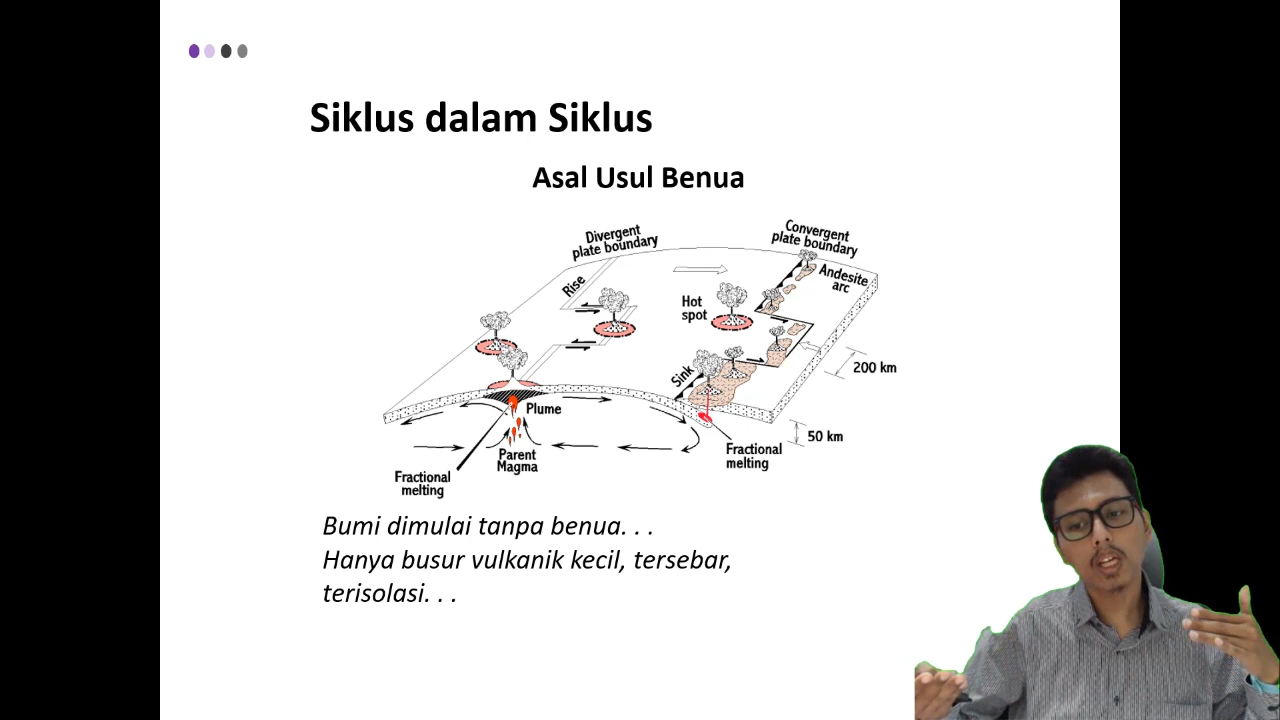 Siklus dalam Siklus
Asal Usul Benua
Divergent
plate boundary
Convergent
plate boundary
Rise
Andesite
arc
Hot
spot
Sink
200 km
Plume
50 km
Parent
Magma
Fractional
melting
Fractional
melting
Bumi dimulai tanpa benua. . .
Hanya busur vulkanik kecil, tersebar,
terisolasi. . .